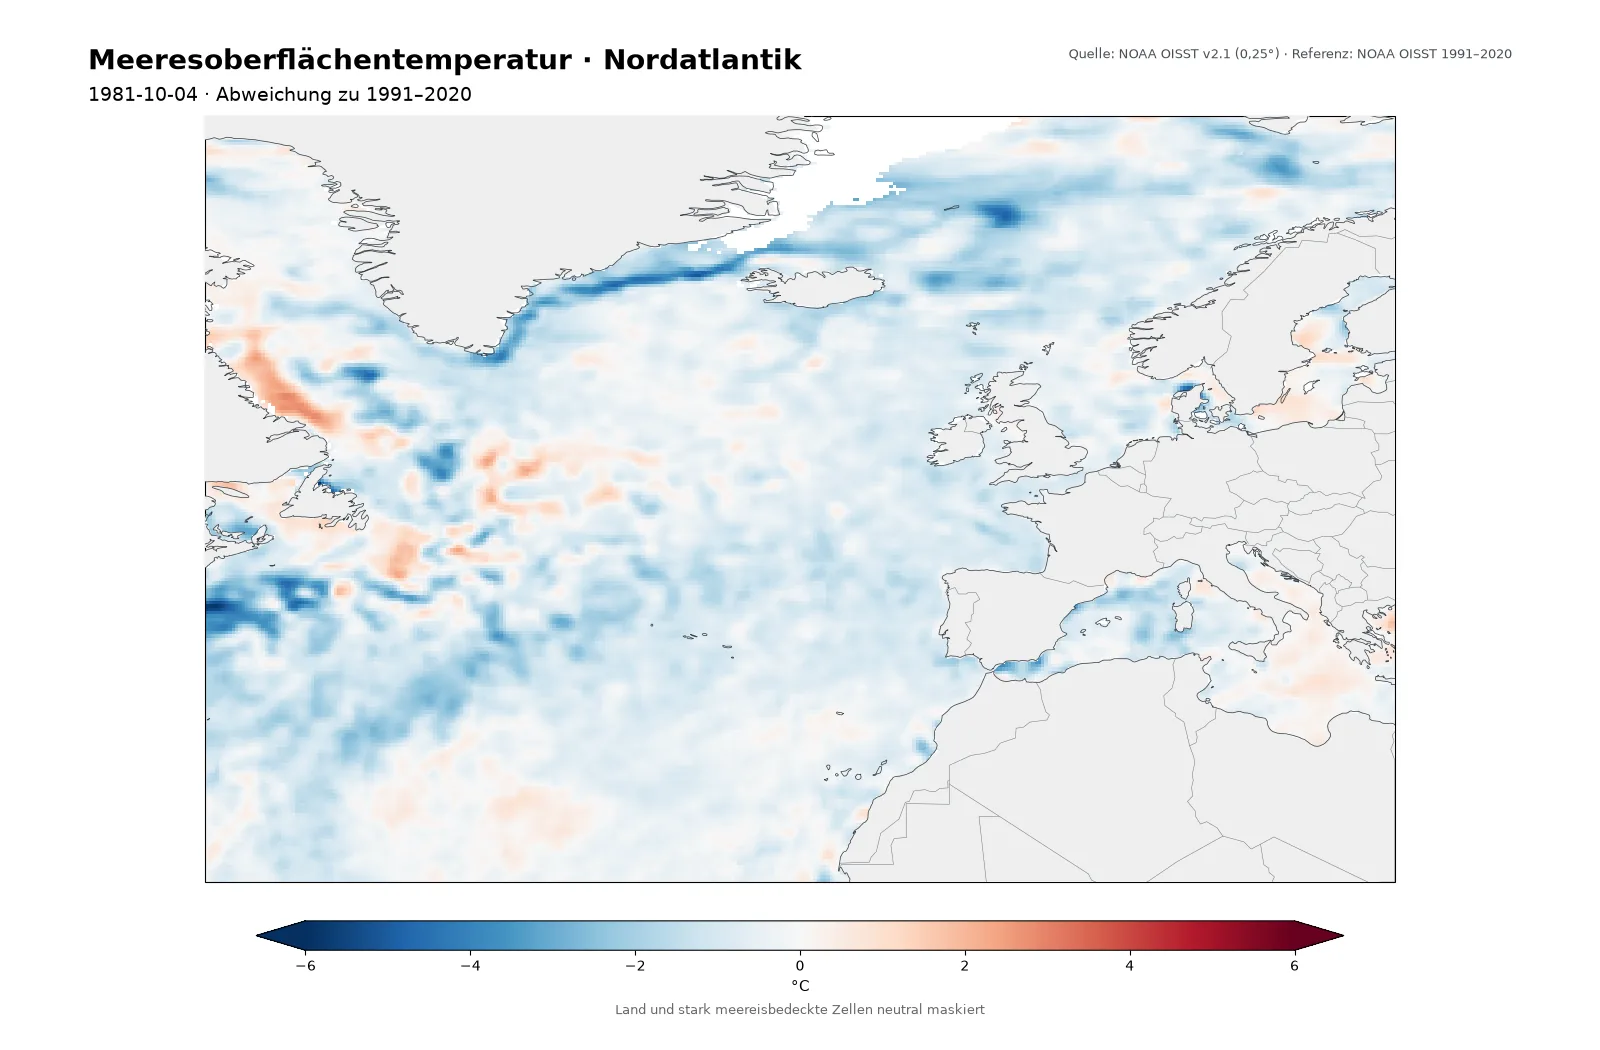 Meeresoberflächentemperatur · Nordatlantik
Quelle: NOAA OISST v2.1 (0,25°) · Referenz: NOAA OISST 1991–2020
1981-10-04 · Abweichung zu 1991–2020
−6 −4 −2 0 2 4 6
°C
Land und stark meereisbedeckte Zellen neutral maskiert